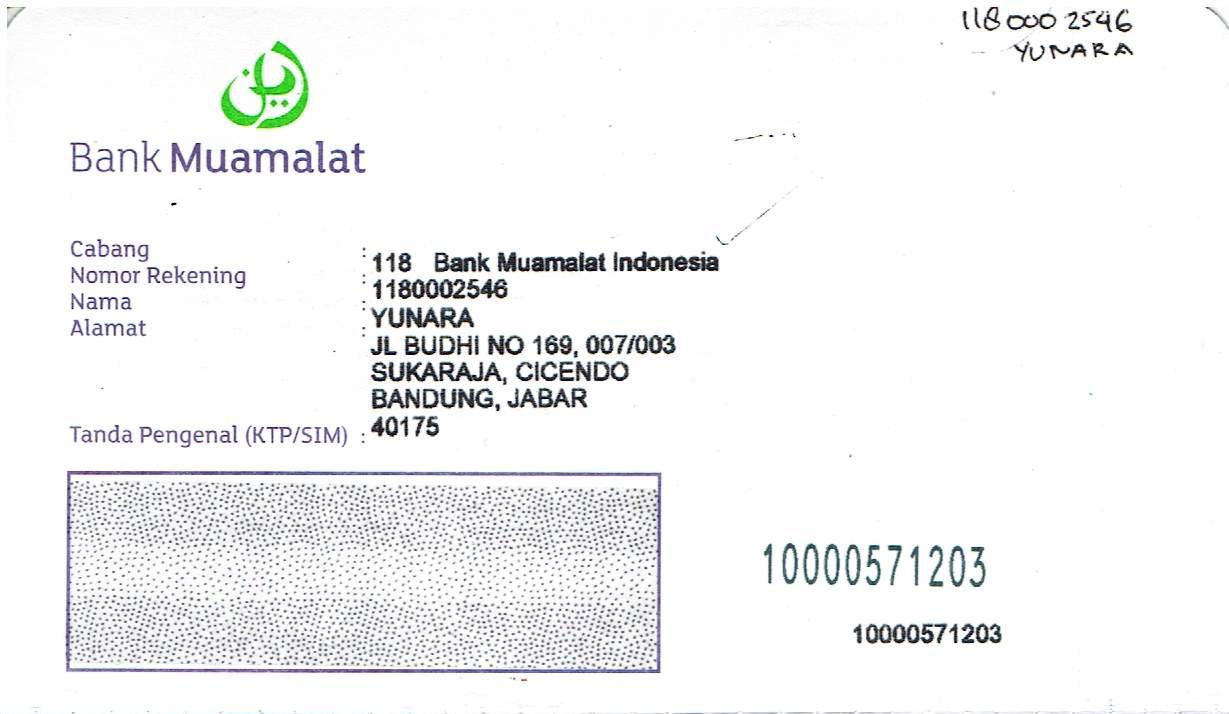 1180002546
YUNARA
Bank Muamalat
Cabang : 118 Bank Muamalat Indonesia
Nomor Rekening : 1180002546
Nama : YUNARA
Alamat : JL BUDHI NO 169, 007/003
SUKARAJA, CICENDO
BANDUNG, JABAR
Tanda Pengenal (KTP/SIM) : 40175
10000571203
10000571203